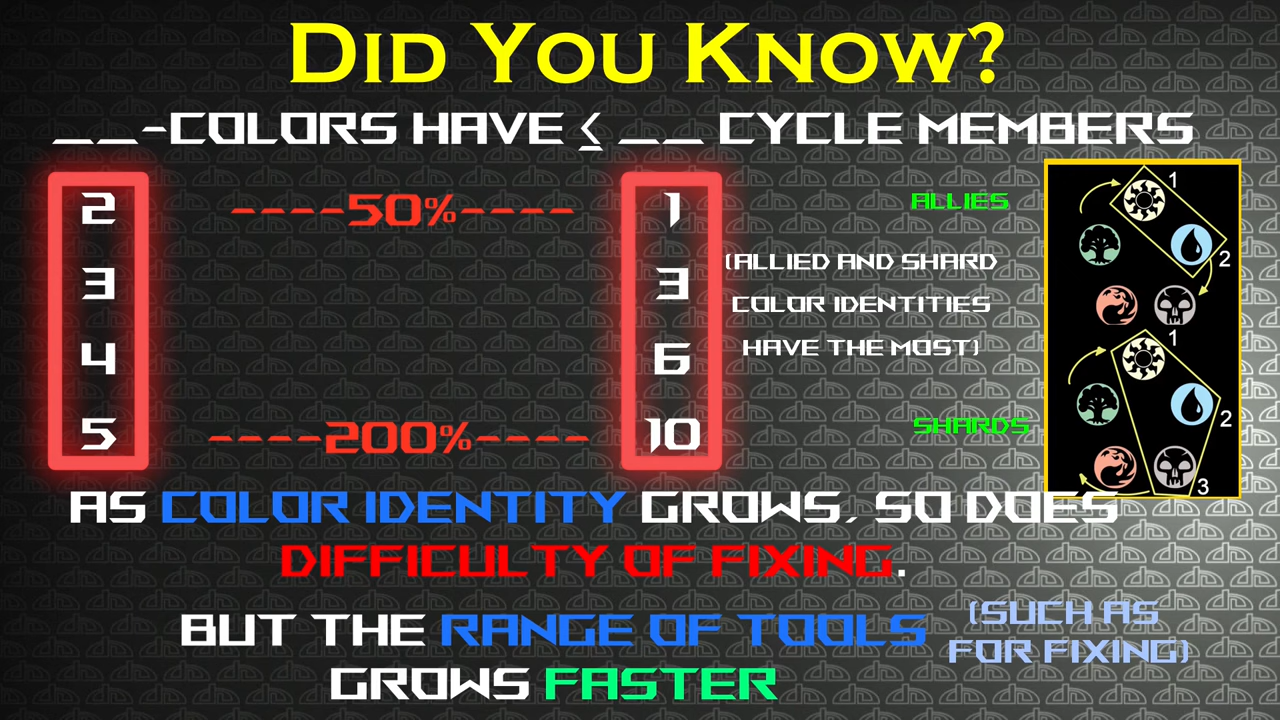 DID YOU KNOW?
__-COLORS HAVE ≤ __ CYCLE MEMBERS
2 ----50%---- 1 ALLIES
3 3 (ALLIED AND SHARD
COLOR IDENTITIES
4 6 HAVE THE MOST)
5 ----200%---- 10 SHARDS
1
2
1
2
3
AS COLOR IDENTITY GROWS, SO DOES
DIFFICULTY OF FIXING.
BUT THE RANGE OF TOOLS (SUCH AS
FOR FIXING)
GROWS FASTER